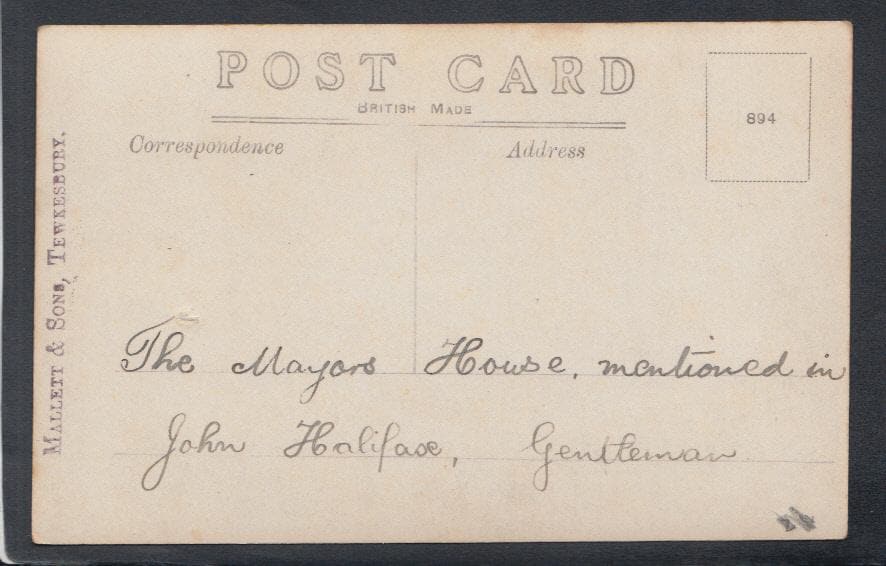 POST CARD
BRITISH MADE
894
Correspondence
Address
MALLETT & SONS, TEWKESBURY.
The Mayors House, mentioned in
John Halifax, Gentleman